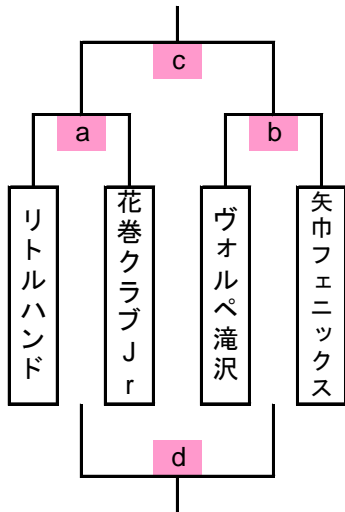 c
a
b
リトルハンド
花巻クラブJr
ヴォルペ滝沢
矢巾フェニックス
d